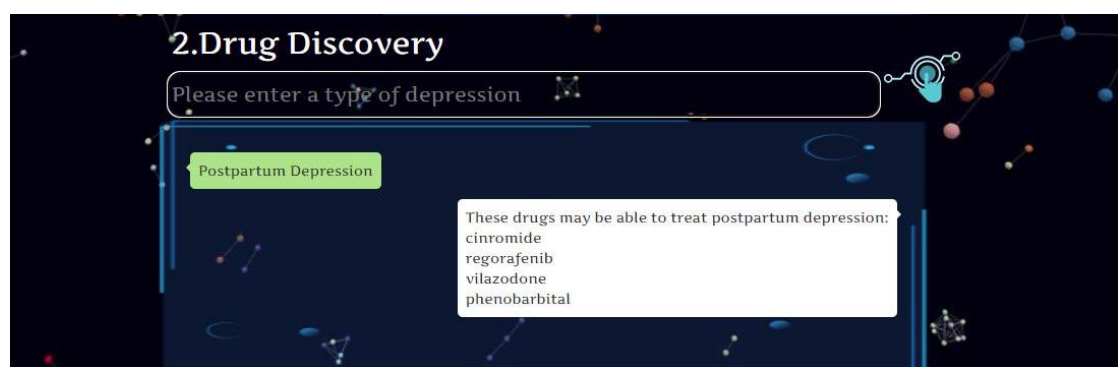 2.Drug Discovery
Please enter a type of depression
Postpartum Depression
These drugs may be able to treat postpartum depression:
cinromide
regorafenib
vilazodone
phenobarbital